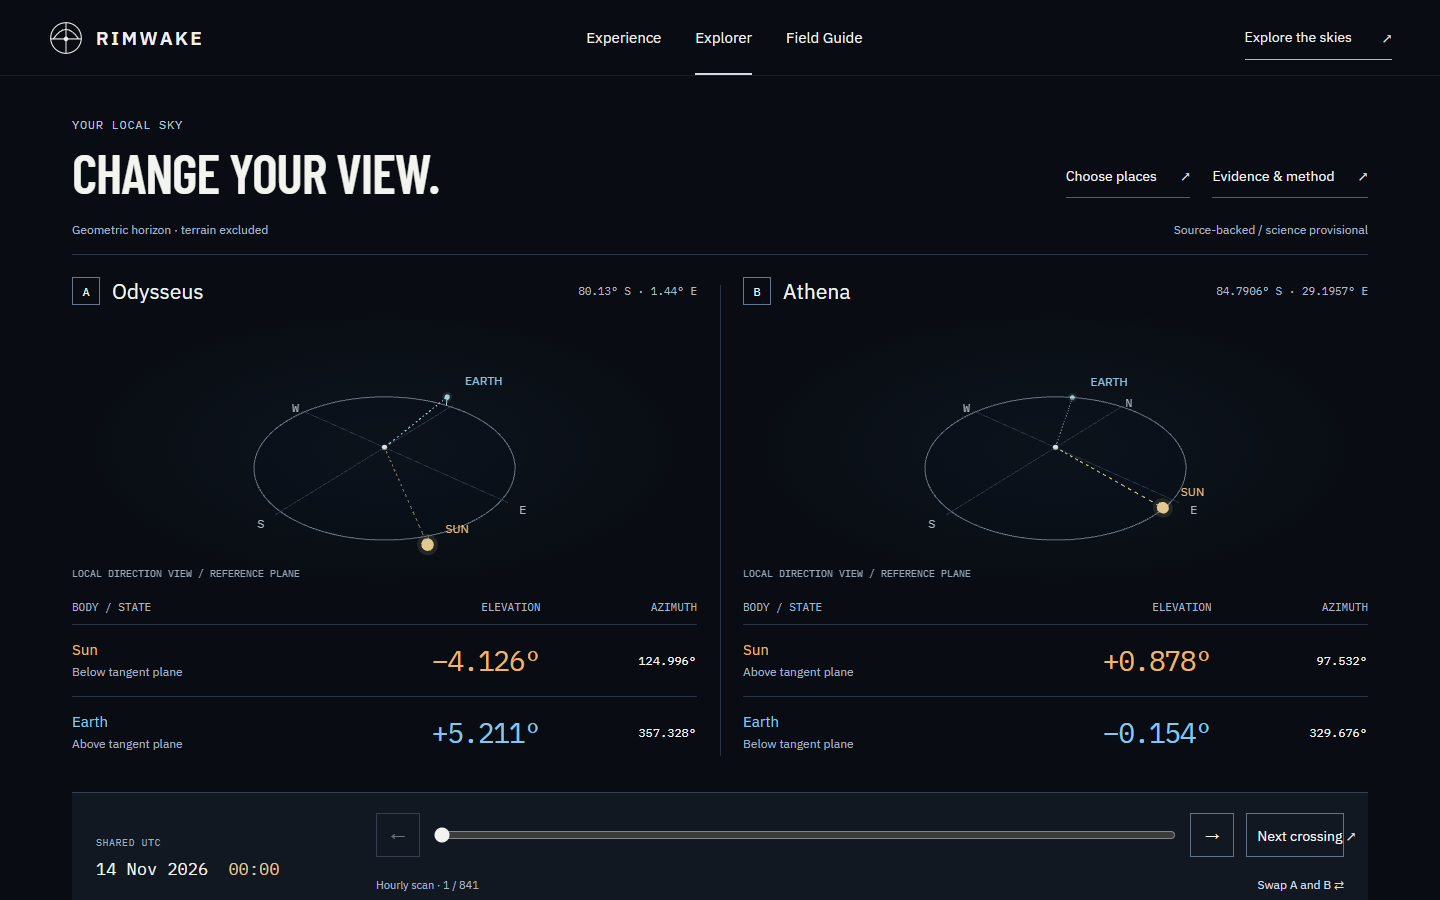 RIMWAKE
Experience
Explorer
Field Guide
Explore the skies ↗
YOUR LOCAL SKY
CHANGE YOUR VIEW.
Choose places ↗
Evidence & method ↗
Geometric horizon · terrain excluded
Source-backed / science provisional
A Odysseus 80.13° S · 1.44° E
EARTH
W
SUN
S
E
LOCAL DIRECTION VIEW / REFERENCE PLANE
BODY / STATE ELEVATION AZIMUTH
Sun
Below tangent plane
−4.126° 124.996°
Earth
Above tangent plane
+5.211° 357.328°
B Athena 84.7906° S · 29.1957° E
EARTH
W
N
SUN
S
E
LOCAL DIRECTION VIEW / REFERENCE PLANE
BODY / STATE ELEVATION AZIMUTH
Sun
Above tangent plane
+0.878° 97.532°
Earth
Below tangent plane
−0.154° 329.676°
SHARED UTC
14 Nov 2026 00:00
← → Next crossing ↗
Hourly scan · 1 / 841
Swap A and B ⇄